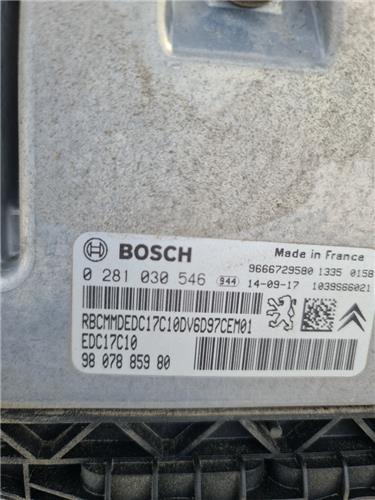 BOSCH
Made in France
0 281 030 546 944
9666729580 1335 0158
14-09-17 1039S66021
RBCMMDEDC17C10DV6D97CEM01
EDC17C10
98 078 859 80